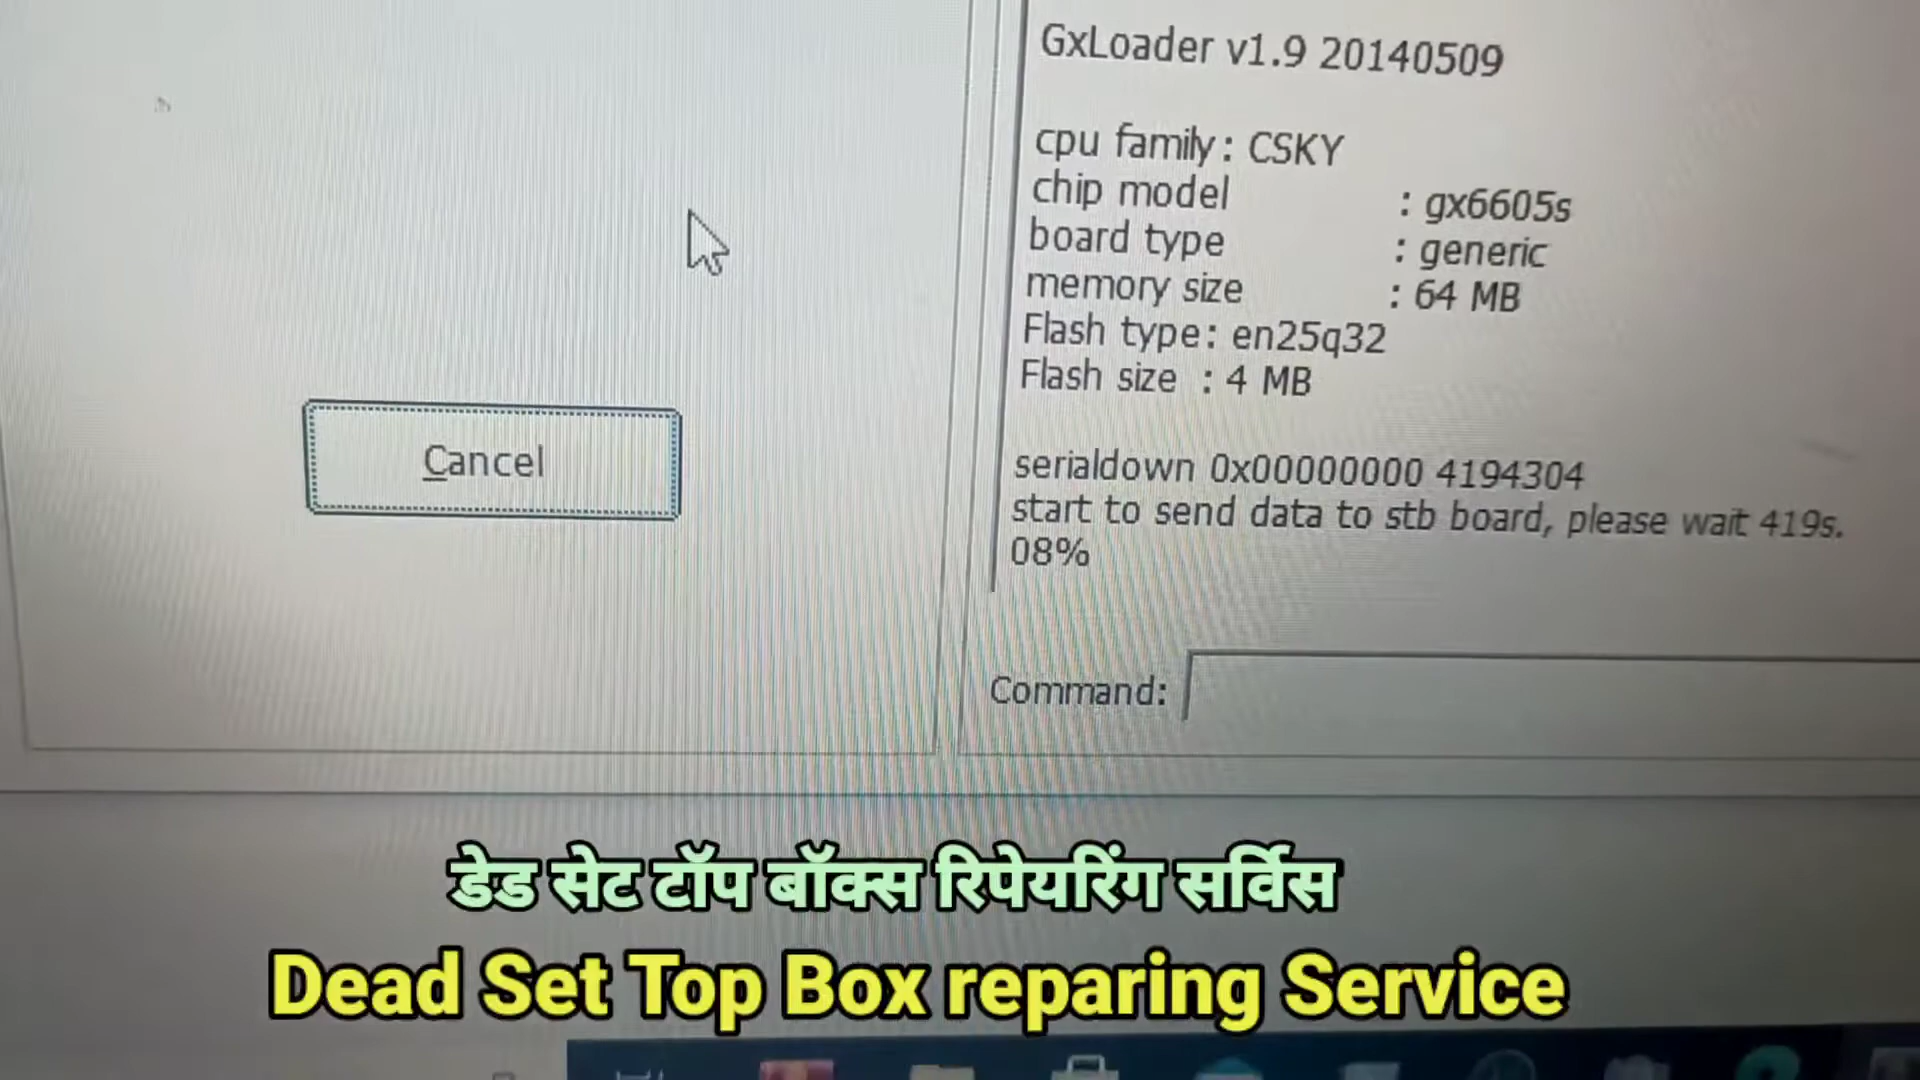 GxLoader v1.9 20140509
cpu family: CSKY
chip model : gx6605s
board type : generic
memory size : 64 MB
Flash type: en25q32
Flash size : 4 MB
serialdown 0x00000000 4194304
start to send data to stb board, please wait 419s.
08%
Cancel
Command:
डेड सेट टॉप बॉक्स रिपेयरिंग सर्विस
Dead Set Top Box reparing Service